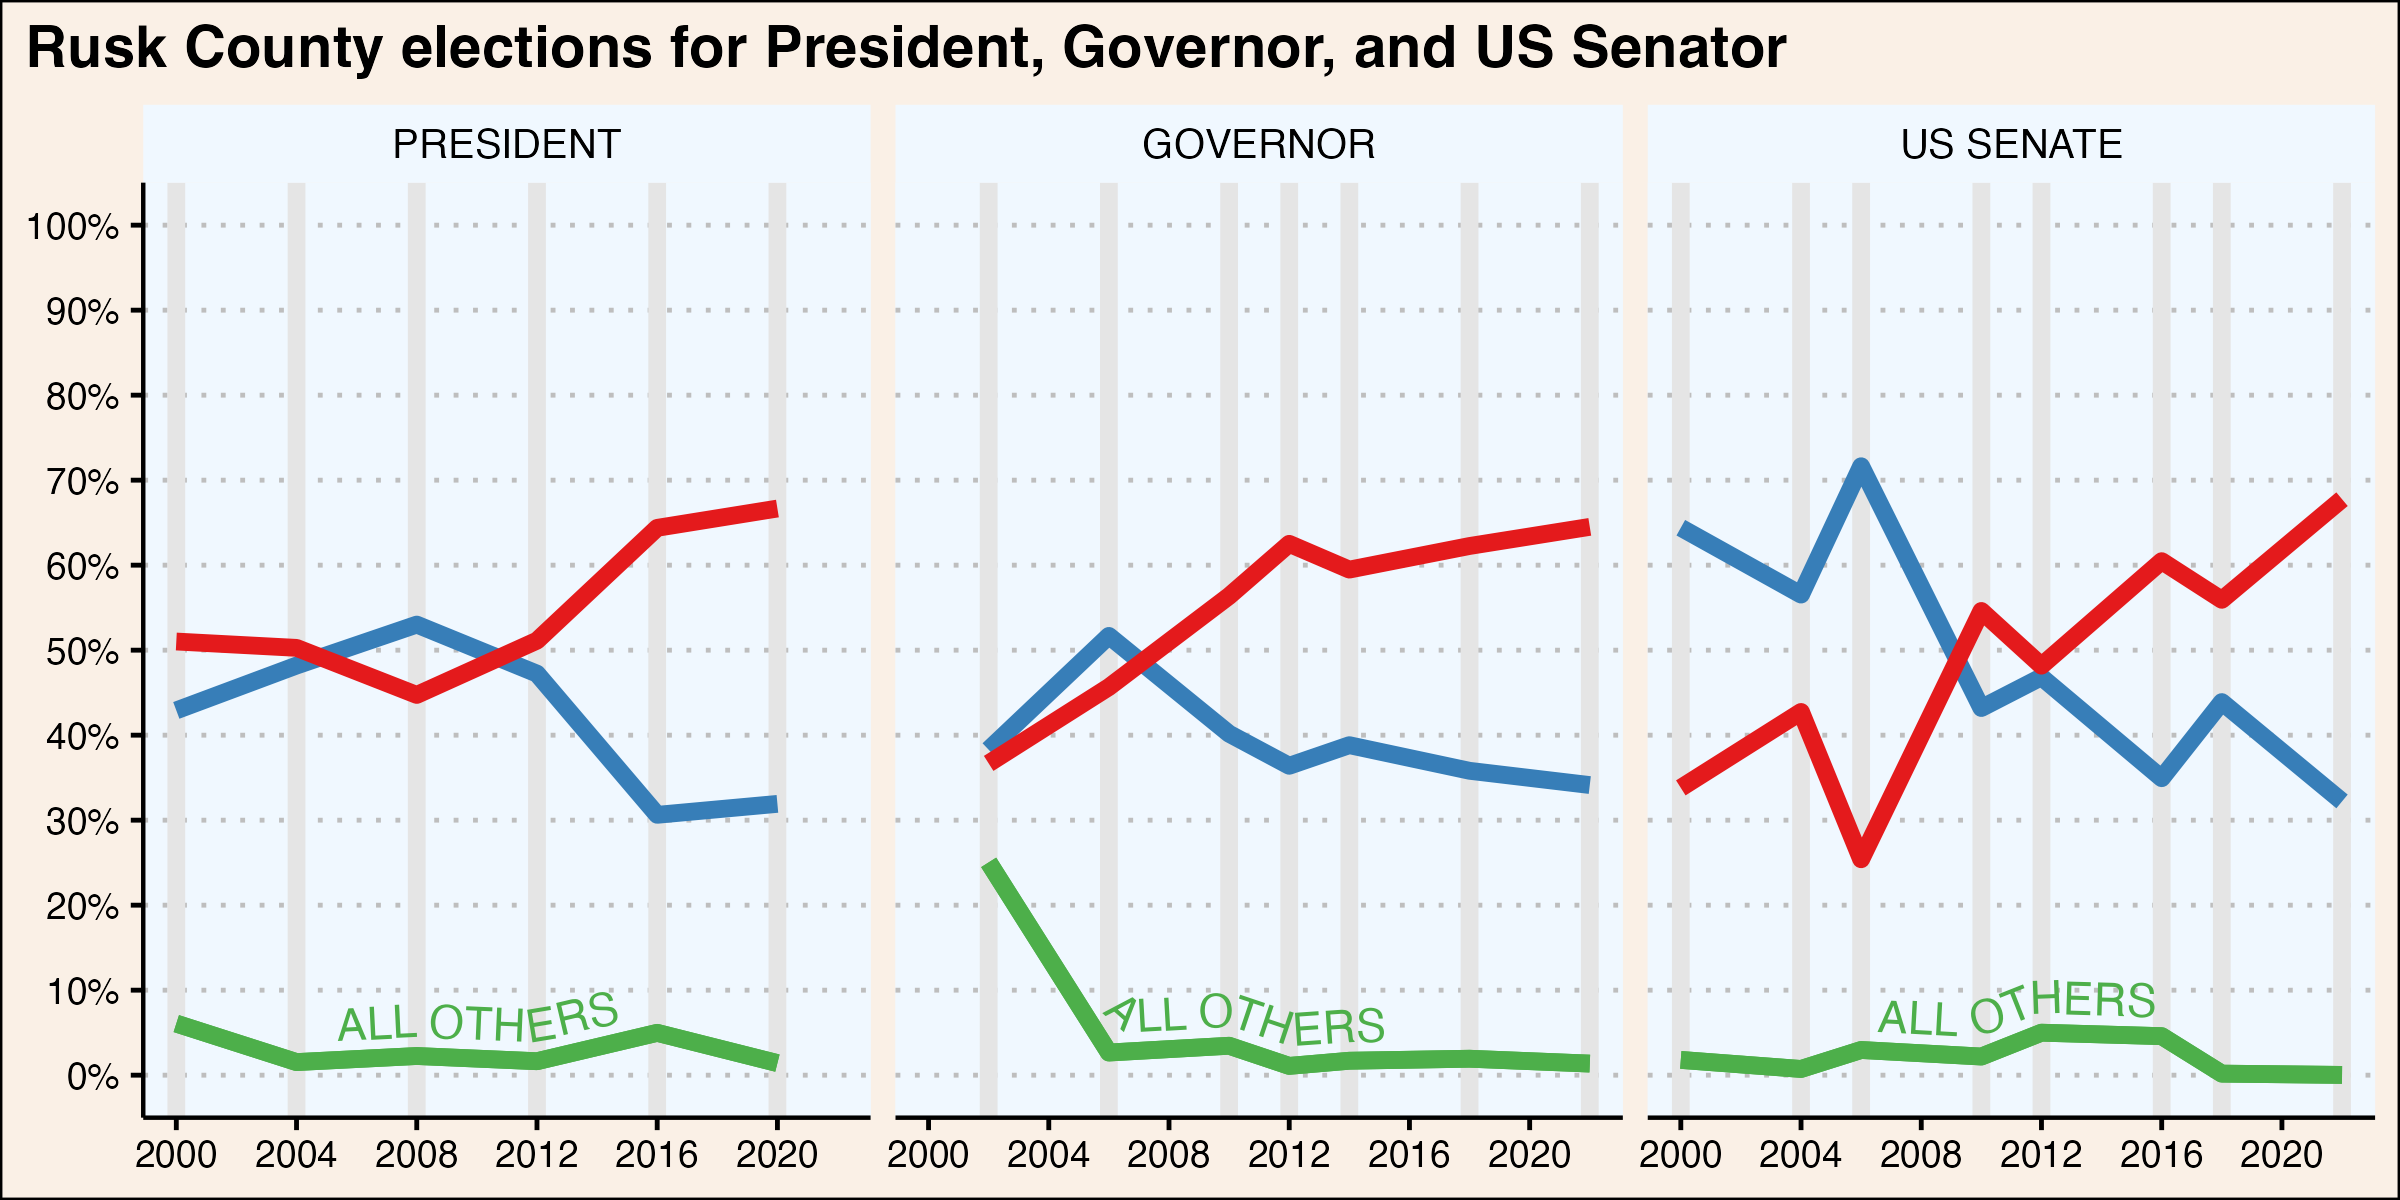 Rusk County elections for President, Governor, and US Senator
PRESIDENT GOVERNOR US SENATE
100%
90%
80%
70%
60%
50%
40%
30%
20%
10%
0%
ALL OTHERS ALL OTHERS ALL OTHERS
2000 2004 2008 2012 2016 2020 2000 2004 2008 2012 2016 2020 2000 2004 2008 2012 2016 2020